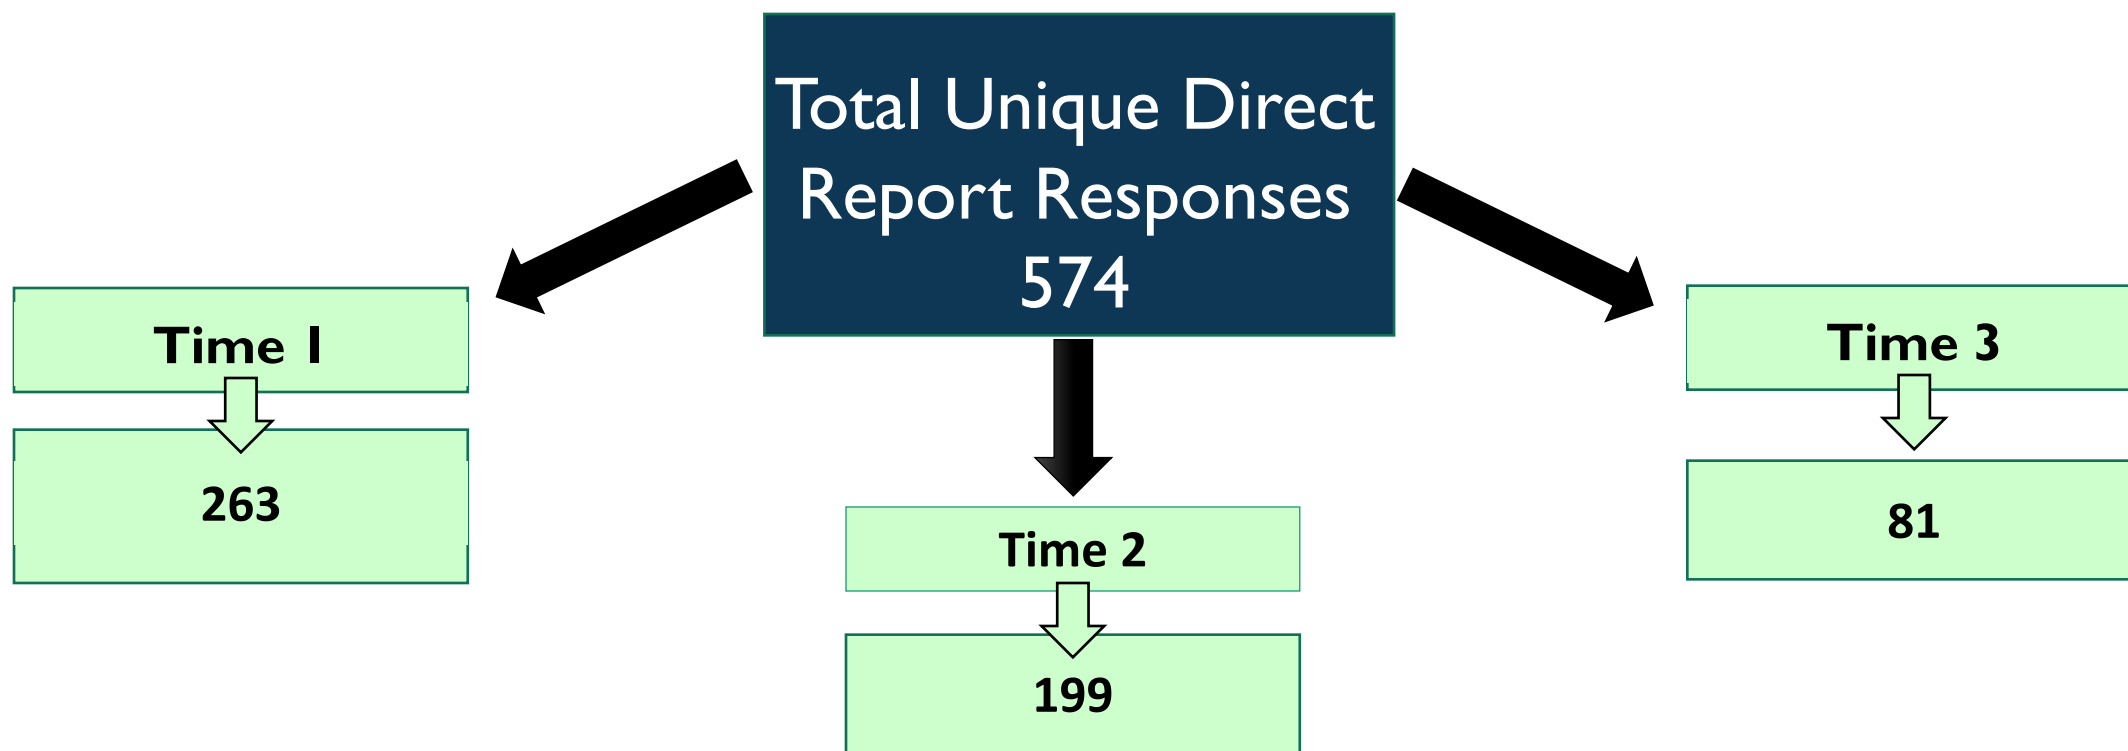 Total Unique Direct
Report Responses
574
Time 1
263
Time 2
199
Time 3
81